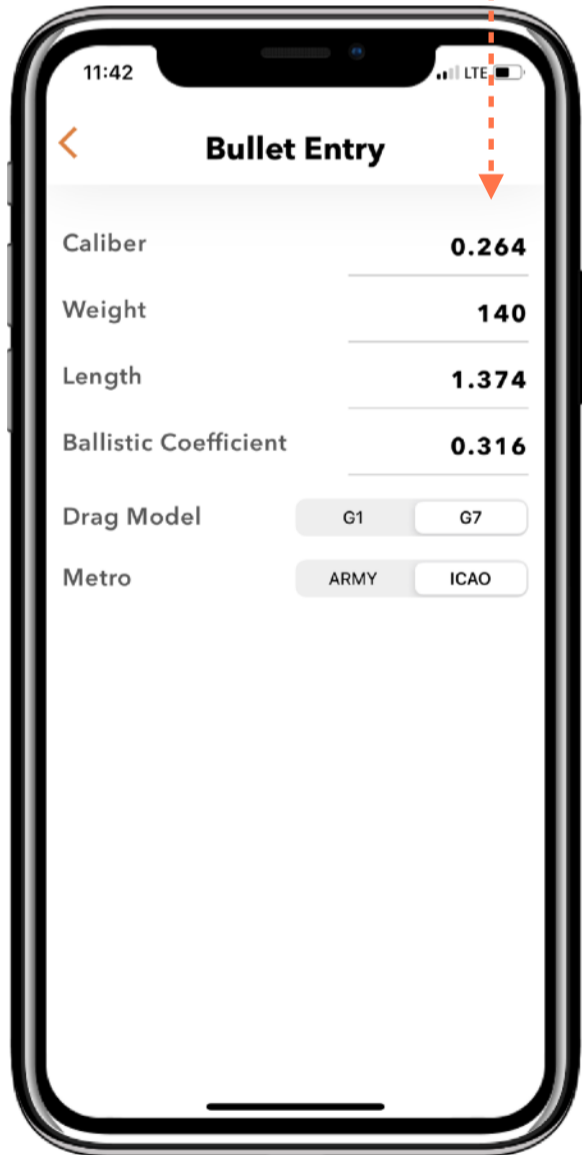 11:42 LTE
Bullet Entry
Caliber 0.264
Weight 140
Length 1.374
Ballistic Coefficient 0.316
Drag Model G1 G7
Metro ARMY ICAO